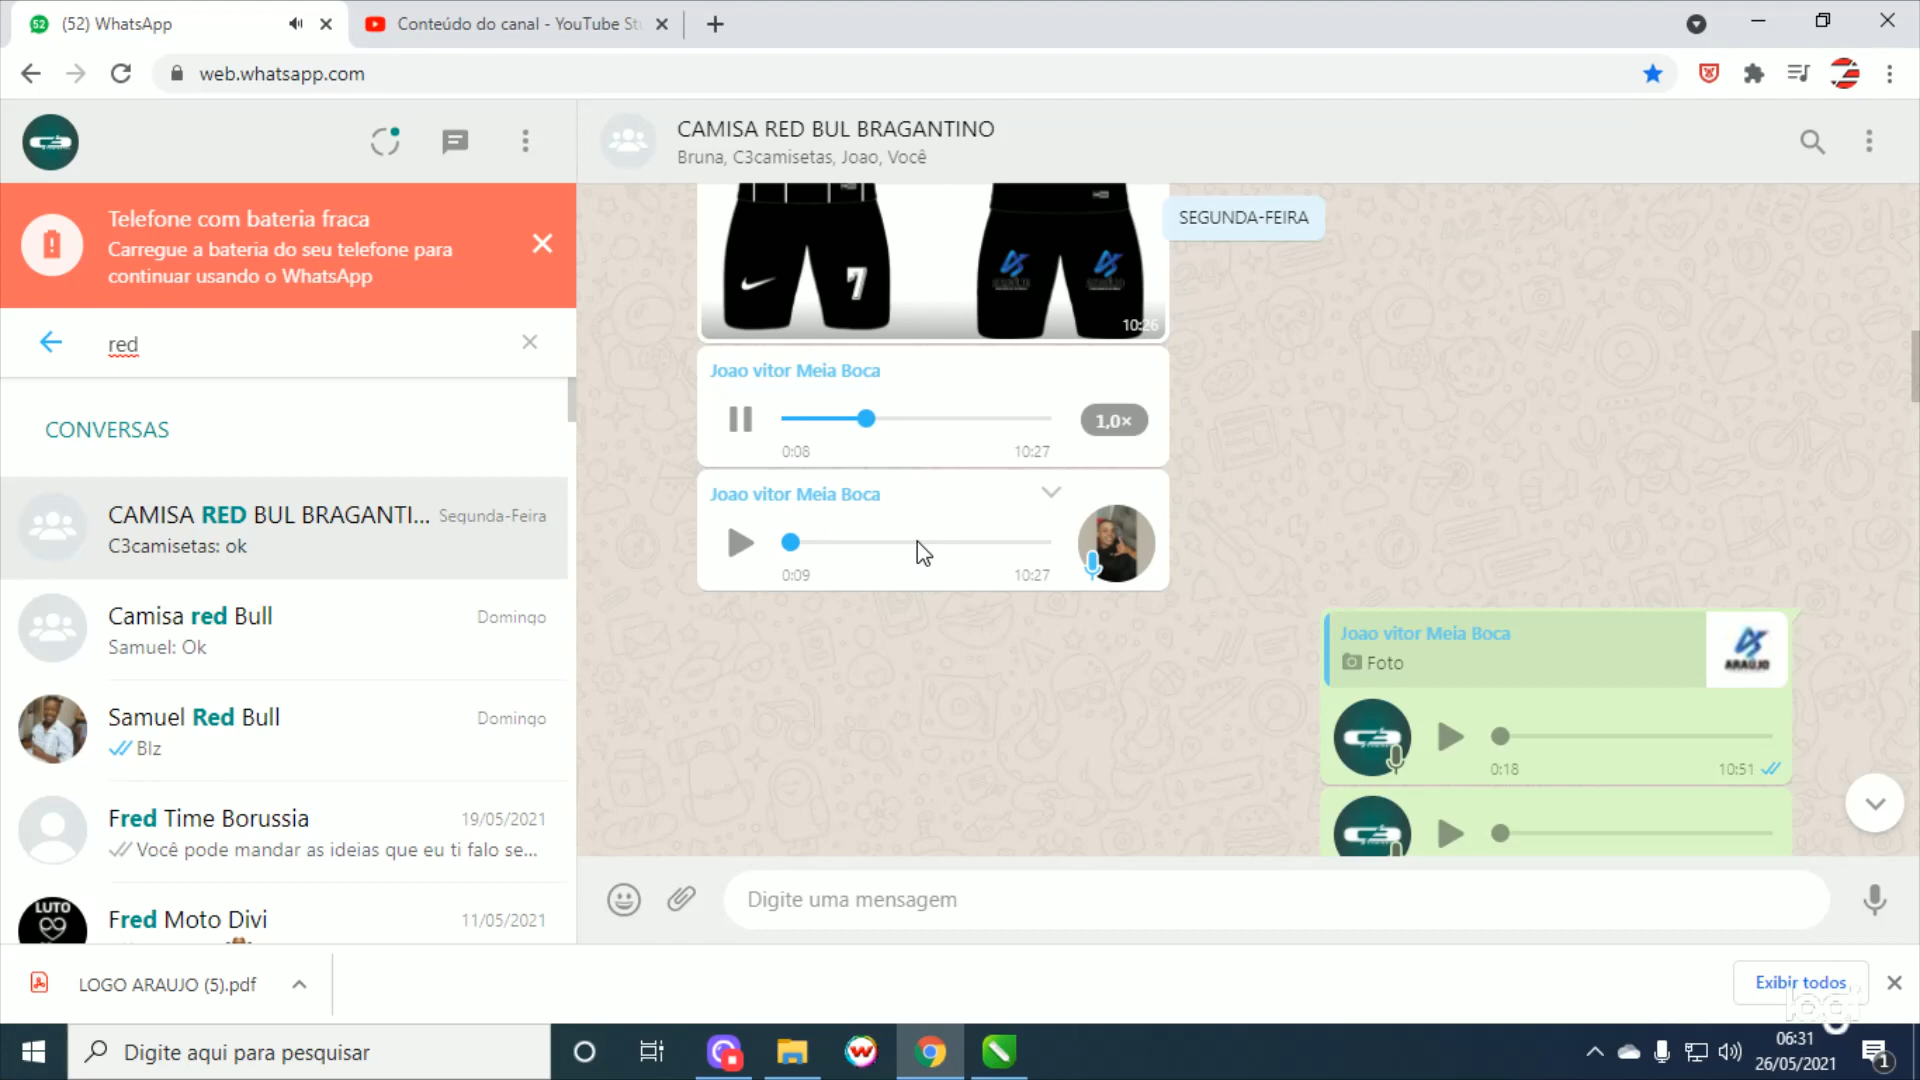 (52) WhatsApp
Conteúdo do canal - YouTube St
web.whatsapp.com
CAMISA RED BUL BRAGANTINO
Bruna, C3camisetas, Joao, Você
Telefone com bateria fraca
Carregue a bateria do seu telefone para
continuar usando o WhatsApp
red
CONVERSAS
CAMISA RED BUL BRAGANTI... Segunda-Feira
C3camisetas: ok
Camisa red Bull Domingo
Samuel: Ok
Samuel Red Bull Domingo
Blz
Fred Time Borussia 19/05/2021
Você pode mandar as ideias que eu ti falo se...
LUTO
Fred Moto Divi 11/05/2021
SEGUNDA-FEIRA
7
10:26
Joao vitor Meia Boca
1,0×
0:08 10:27
Joao vitor Meia Boca
0:09 10:27
Joao vitor Meia Boca
Foto
ARAUJO
0:18 10:51
Digite uma mensagem
LOGO ARAUJO (5).pdf
Exibir todos
logi
Digite aqui para pesquisar
06:31
26/05/2021
1